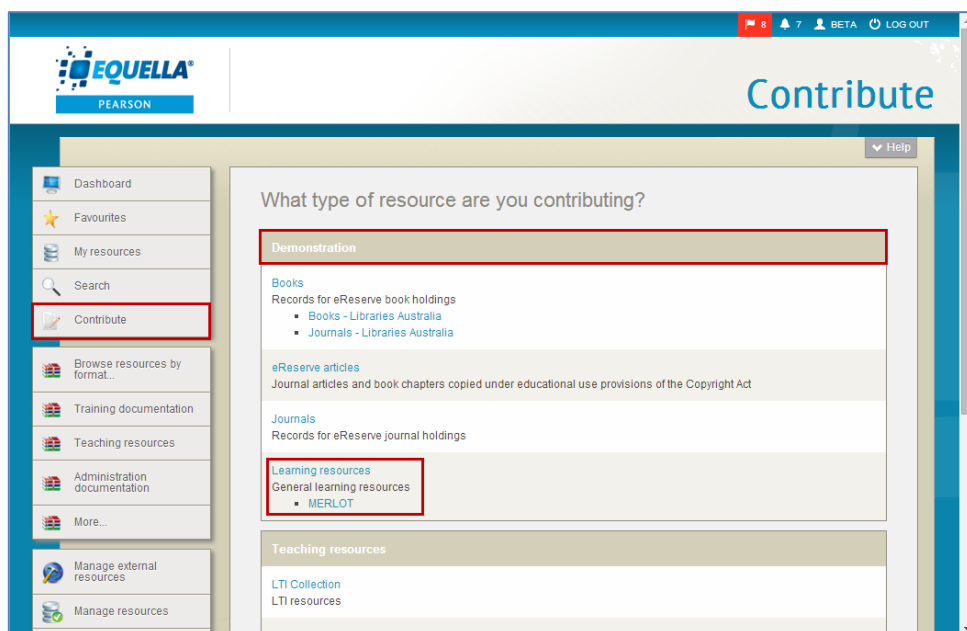 8 7 BETA LOG OUT
EQUELLA®
PEARSON
Contribute
Help
Dashboard
Favourites
My resources
Search
Contribute
Browse resources by
format...
Training documentation
Teaching resources
Administration
documentation
More...
Manage external
resources
Manage resources
What type of resource are you contributing?
Demonstration
Books
Records for eReserve book holdings
Books - Libraries Australia
Journals - Libraries Australia
eReserve articles
Journal articles and book chapters copied under educational use provisions of the Copyright Act
Journals
Records for eReserve journal holdings
Learning resources
General learning resources
MERLOT
Teaching resources
LTI Collection
LTI resources